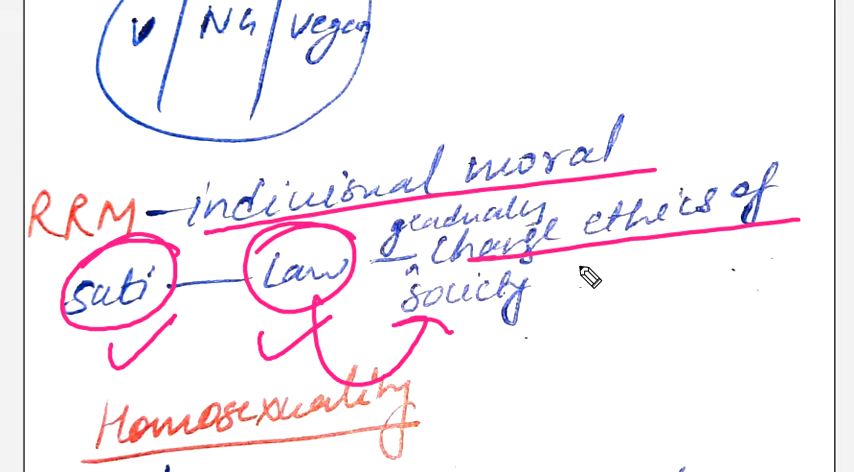 V / NG / Vegan
RRM - individual moral
Sati - Law - gradually change ethics of
society
Homosexuality